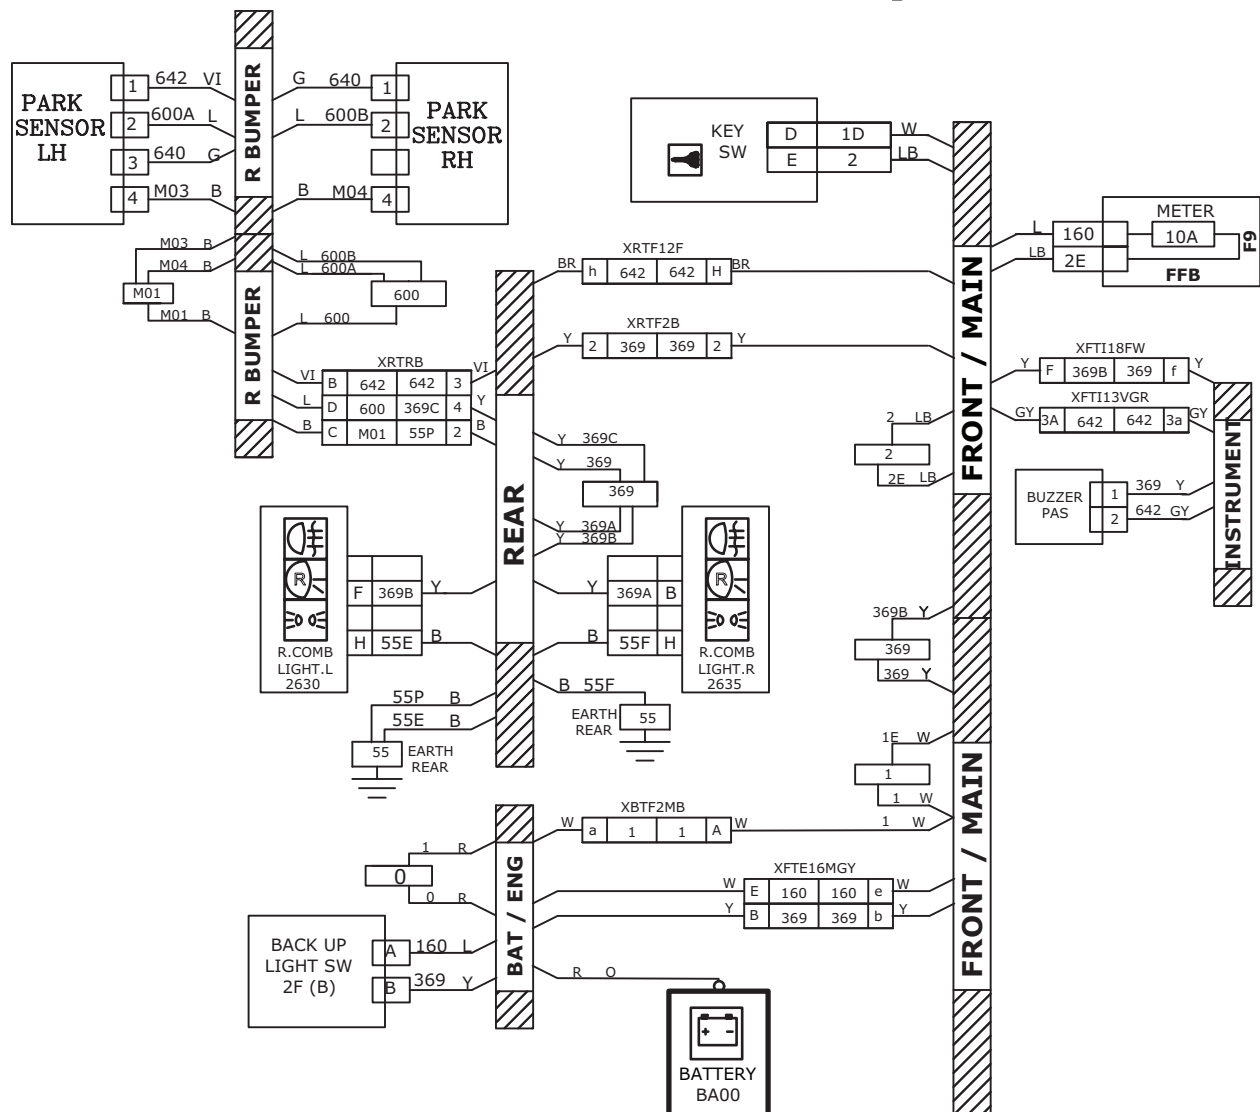 PARK
SENSOR
LH
1 642 VI
2 600A L
3 640 G
4 M03 B
R BUMPER
G 640 1
L 600B 2
B M04 4
PARK
SENSOR
RH
M03 B
M04 B
M01
M01 B
R BUMPER
L 600B
L 600A
600
L 600
XRTRB
VI B 642 642 3 VI
L D 600 369C 4 Y
B C M01 55P 2 B
KEY
SW
D 1D W
E 2 LB
METER
L 160 10A F9
LB 2E
FFB
XRTF12F
BR h 642 642 H BR
XRTF2B
Y 2 369 369 2 Y
FRONT / MAIN
XFTI18FW
Y F 369B 369 f Y
XFTI13VGR
GY 3A 642 642 3a GY
2 LB
2
2E LB
BUZZER
PAS
1 369 Y
2 642 GY
INSTRUMENT
REAR
Y 369C
Y 369
369
Y 369A
Y 369B
R
F 369B Y
H 55E B
R.COMB
LIGHT.L
2630
Y 369A B
B 55F H
R
R.COMB
LIGHT.R
2635
369B Y
369
369 Y
55P B
55E B
55 EARTH
REAR
B 55F
EARTH
REAR
55
1E W
1
1 W
1 W
XBTF2MB
W a 1 1 A W
1 R
0
0 R
BAT / ENG
XFTE16MGY
W E 160 160 e W
Y B 369 369 b Y
FRONT / MAIN
BACK UP
LIGHT SW
2F (B)
A 160 L
B 369 Y
R O
+ -
BATTERY
BA00